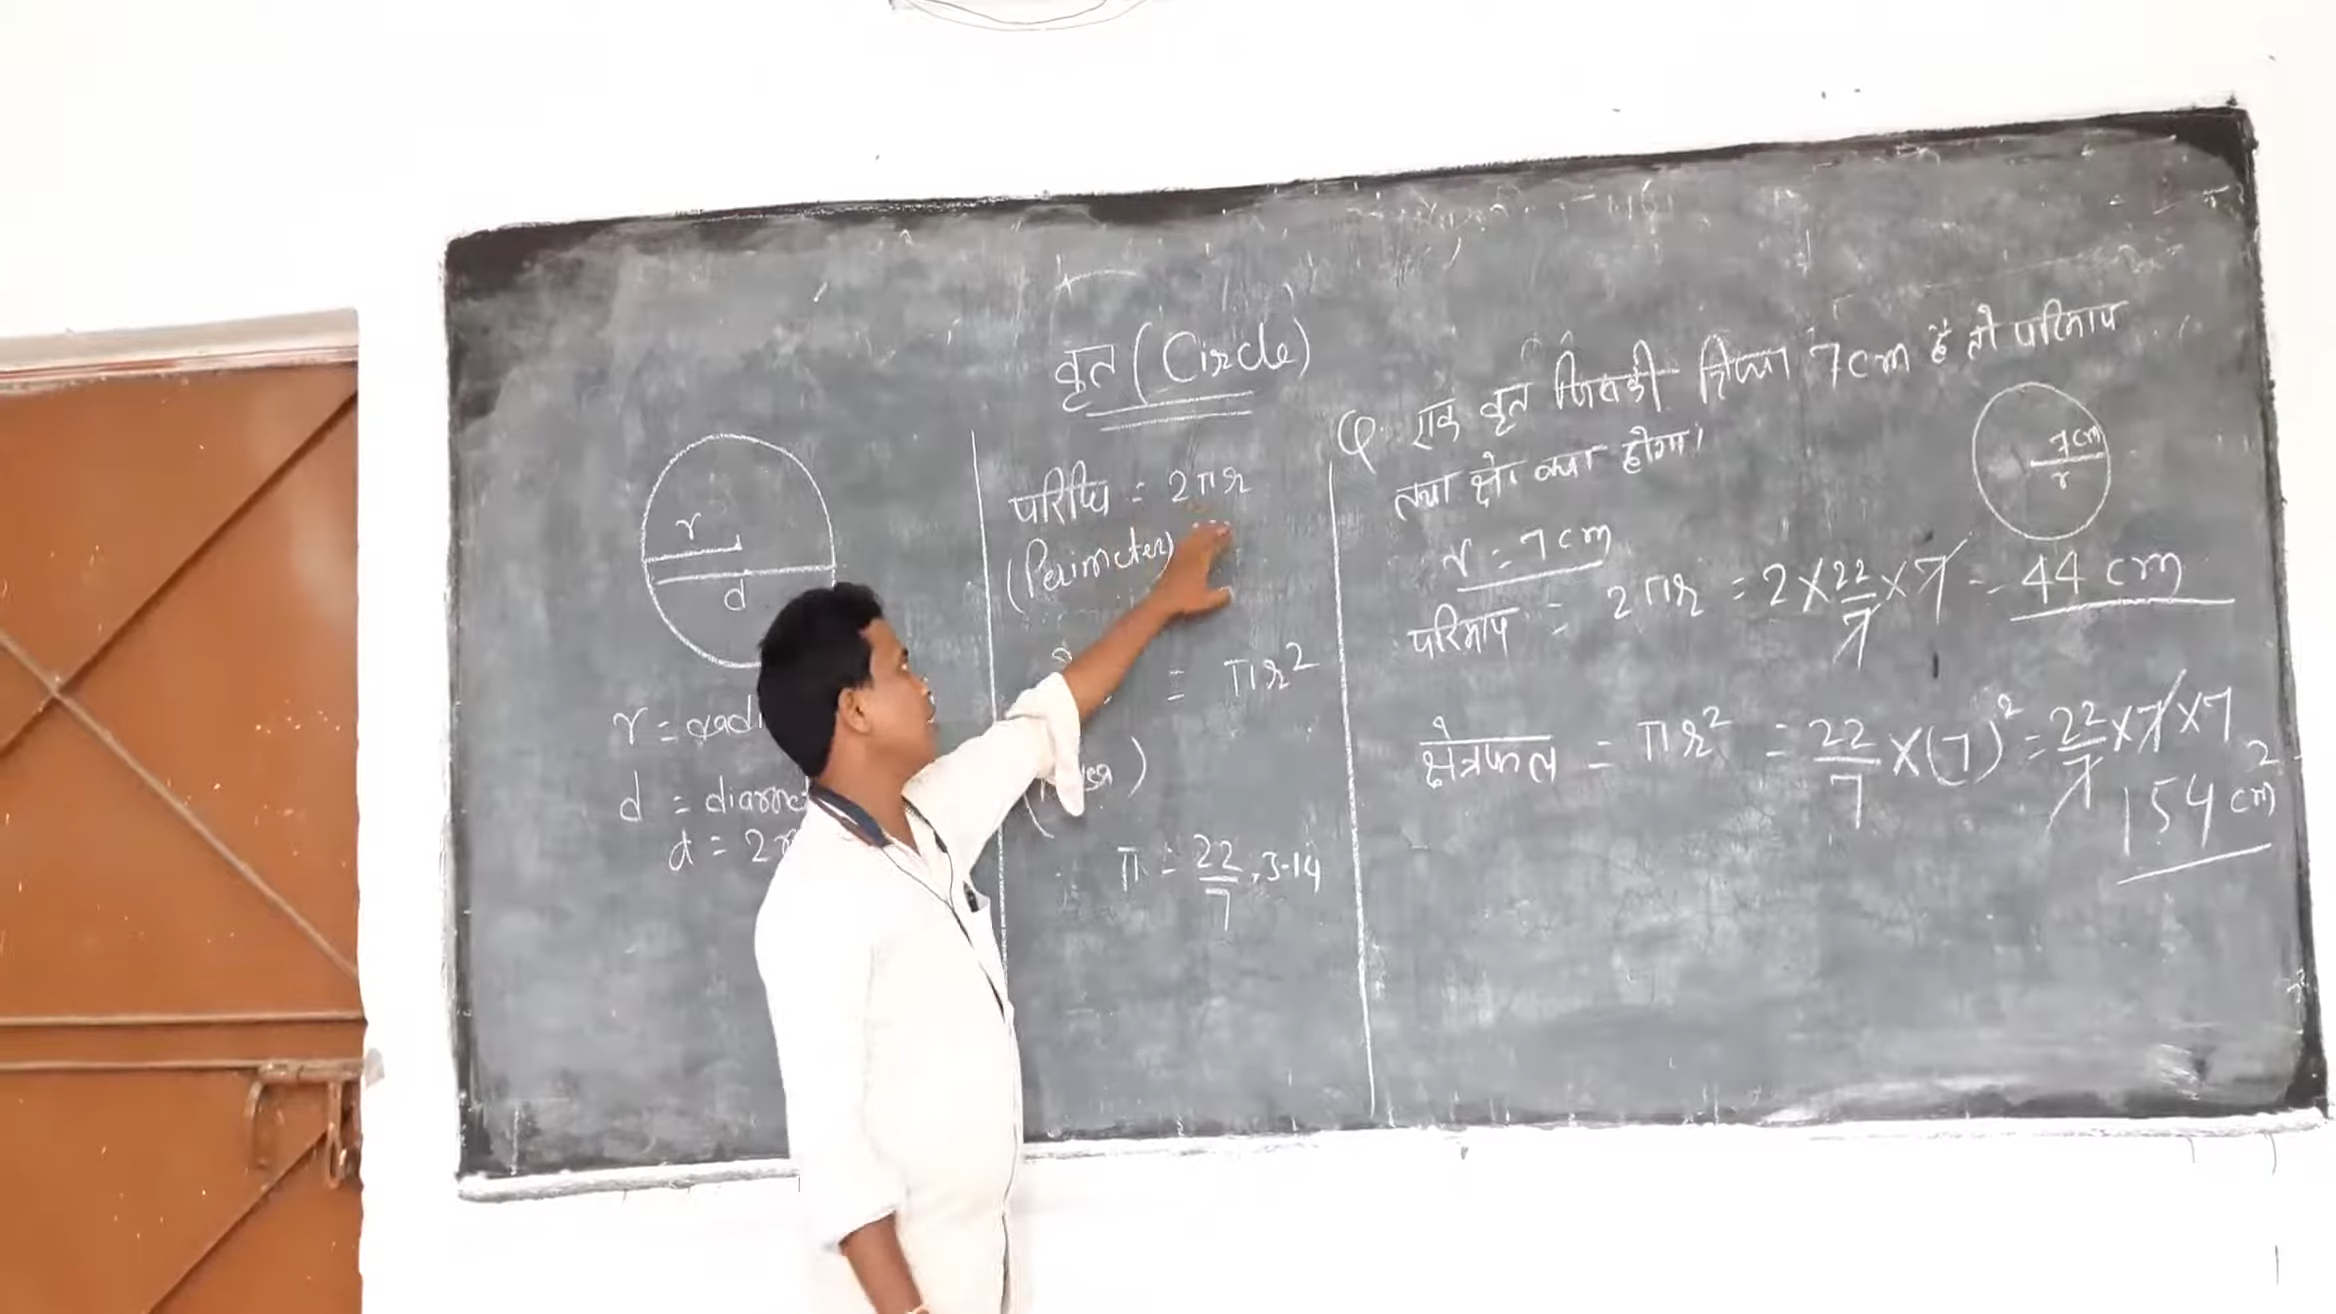 वृत (Circle)
r
d
r = radi
d = diame
d = 2r
परिधि = 2πr
(Perimeter)
= πr²
π = 22/7, 3.14
Q. एक वृत जिसकी त्रिज्या 7cm है तो परिमाप
तथा क्षे॰ क्या होगा।
7cm
r
r = 7cm
परिमाप = 2πr = 2 × 22/7 × 7 = 44 cm
क्षेत्रफल = πr² = 22/7 × (7)² = 22/7 × 7 × 7
154 cm²